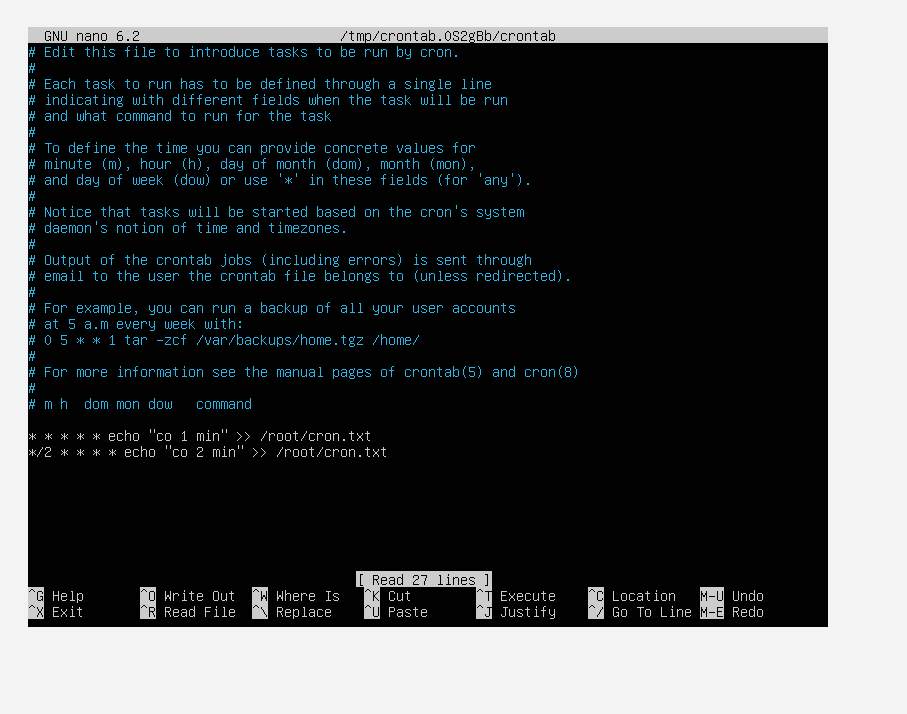 GNU nano 6.2 /tmp/crontab.OS2gBb/crontab
# Edit this file to introduce tasks to be run by cron.
#
# Each task to run has to be defined through a single line
# indicating with different fields when the task will be run
# and what command to run for the task
#
# To define the time you can provide concrete values for
# minute (m), hour (h), day of month (dom), month (mon),
# and day of week (dow) or use '*' in these fields (for 'any').
#
# Notice that tasks will be started based on the cron's system
# daemon's notion of time and timezones.
#
# Output of the crontab jobs (including errors) is sent through
# email to the user the crontab file belongs to (unless redirected).
#
# For example, you can run a backup of all your user accounts
# at 5 a.m every week with:
# 0 5 * * 1 tar -zcf /var/backups/home.tgz /home/
#
# For more information see the manual pages of crontab(5) and cron(8)
#
# m h  dom mon dow   command
* * * * * echo "co 1 min" >> /root/cron.txt
*/2 * * * * echo "co 2 min" >> /root/cron.txt
[ Read 27 lines ]
^G Help ^O Write Out ^W Where Is ^K Cut ^T Execute ^C Location M-U Undo
^X Exit ^R Read File ^\ Replace ^U Paste ^J Justify ^/ Go To Line M-E Redo